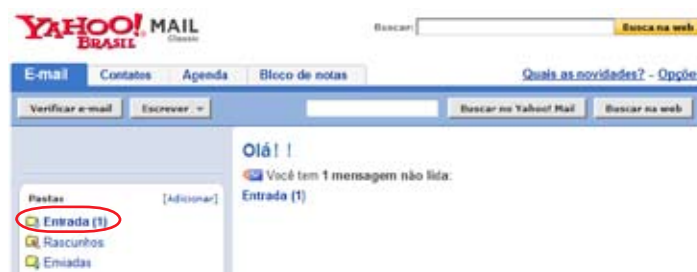 YAHOO! MAIL
BRASIL Classic
Buscar: Busca na web
E-mail Contatos Agenda Bloco de notas Quais as novidades? - Opçõe
Verificar e-mail Escrever Buscar no Yahoo! Mail Buscar na web
Olá! !
Você tem 1 mensagem não lida:
Pastas [Adicionar] Entrada (1)
Entrada (1)
Rascunhos
Enviadas